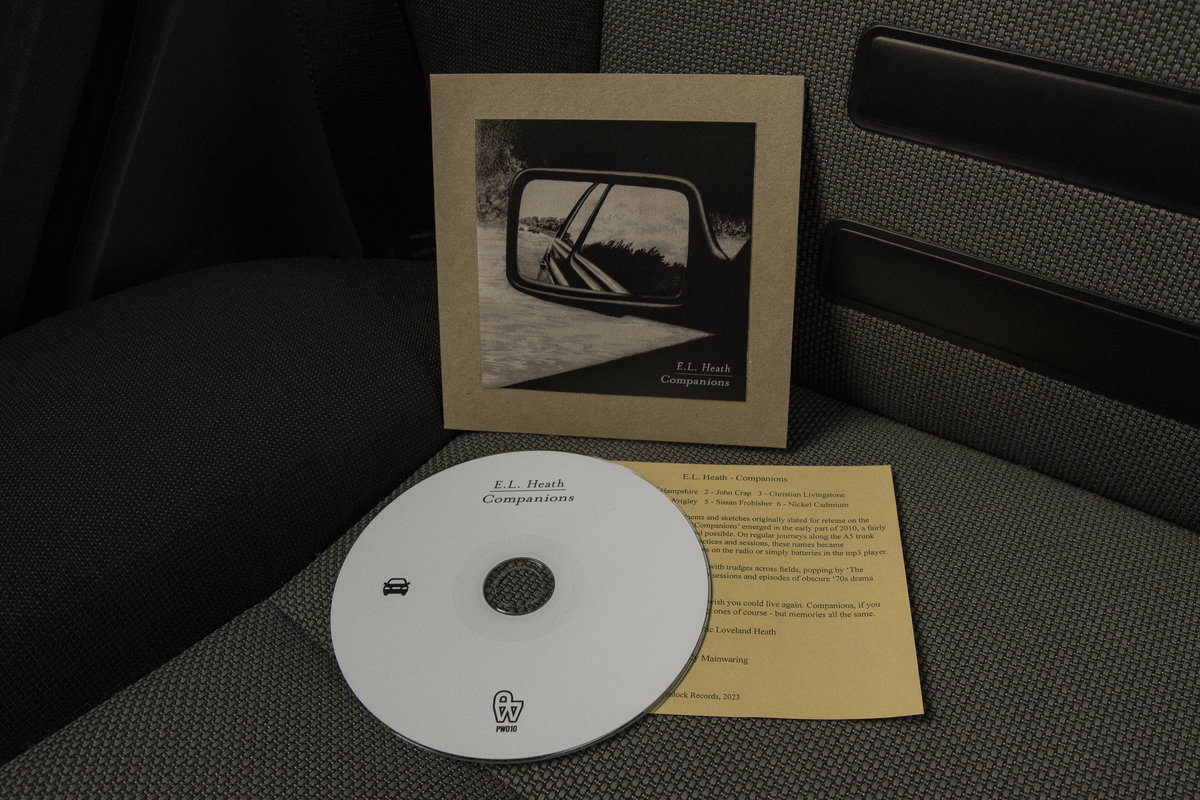 E.L. Heath
Companions
E.L. Heath
Companions
PW010
E.L. Heath - Companions
Hampshire 2 - John Crap 3 - Christian Livingstone
Wrigley 5 - Susan Frobisher 6 - Nickel Cadmium
and sketches originally slated for release on the
'Companions' emerged in the early part of 2010, a fairly
possible. On regular journeys along the A5 trunk
and sessions, these names became
on the radio or simply batteries in the mp3 player.
with trudges across fields, popping by 'The
sessions and episodes of obscure '70s drama
wish you could live again. Companions, if you
ones of course - but memories all the same.
Loveland Heath
Mainwaring
Records, 2023